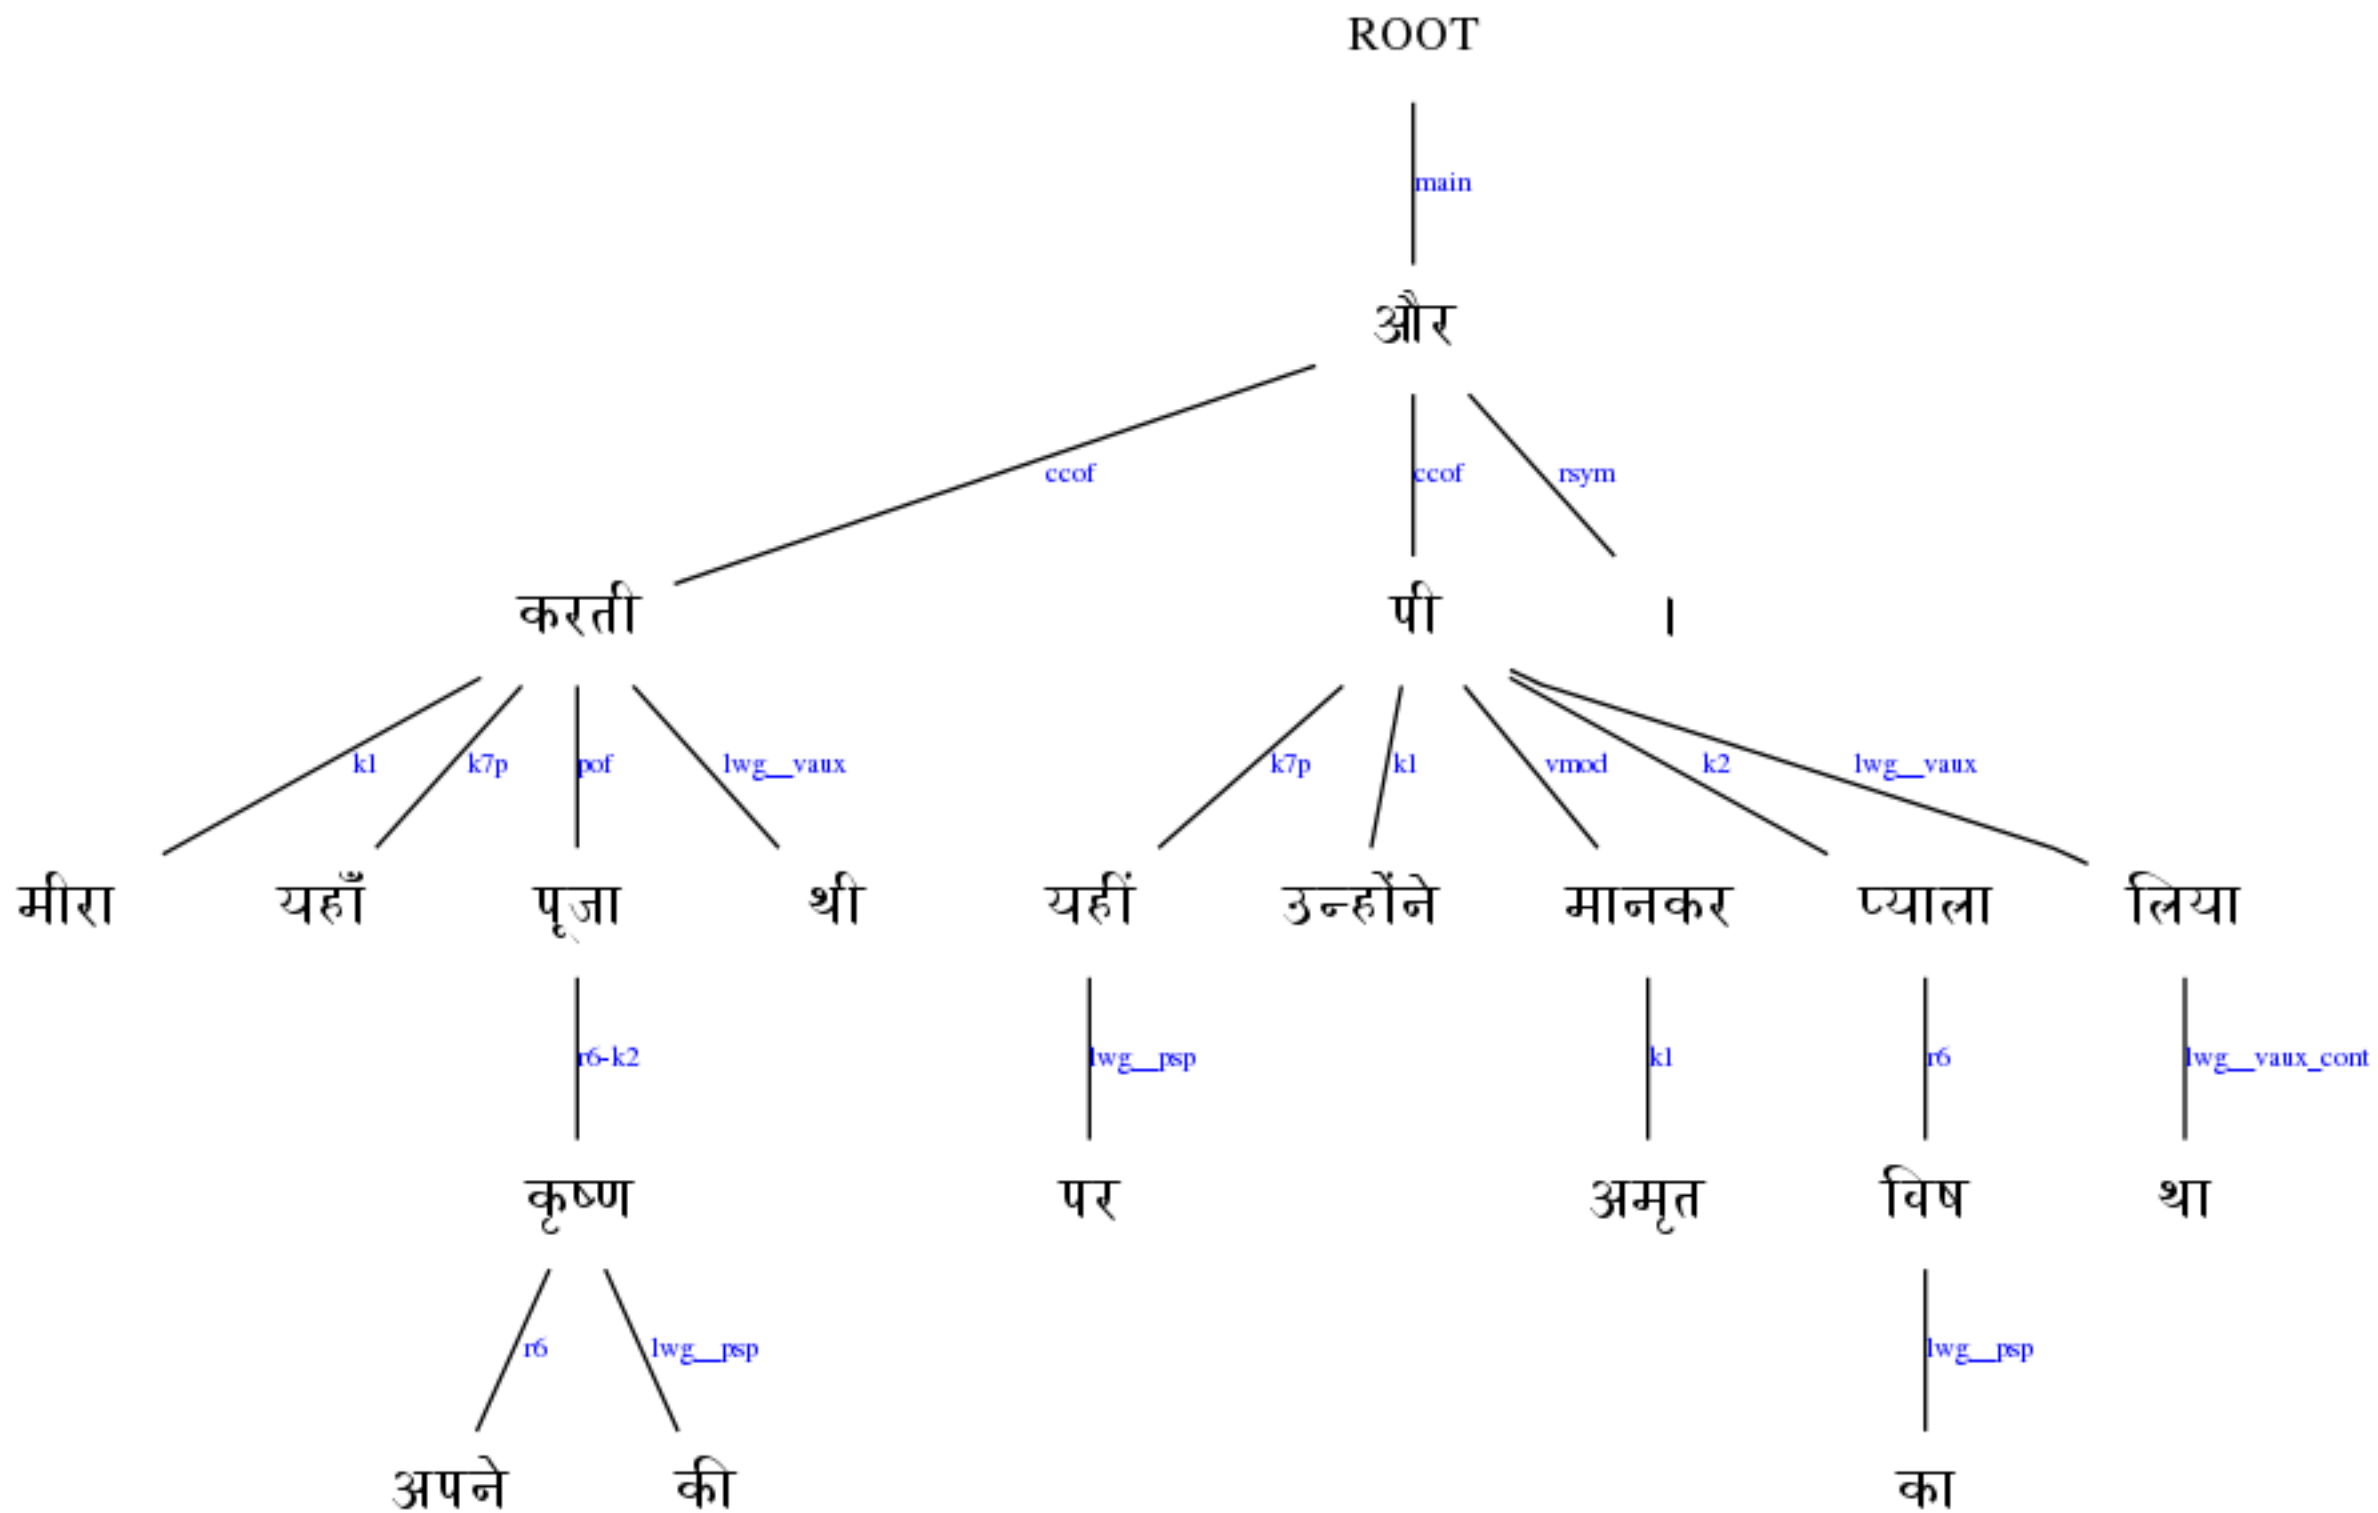 ROOT
main
और
ccof ccof rsym
करती पी ।
k1 k7p pof lwg__vaux k7p k1 vmod k2 lwg__vaux
मीरा यहाँ पूजा थी यहीं उन्होंने मानकर प्याला लिया
r6-k2 lwg__psp k1 r6 lwg__vaux_cont
कृष्ण पर अमृत विष था
r6 lwg__psp lwg__psp
अपने की का